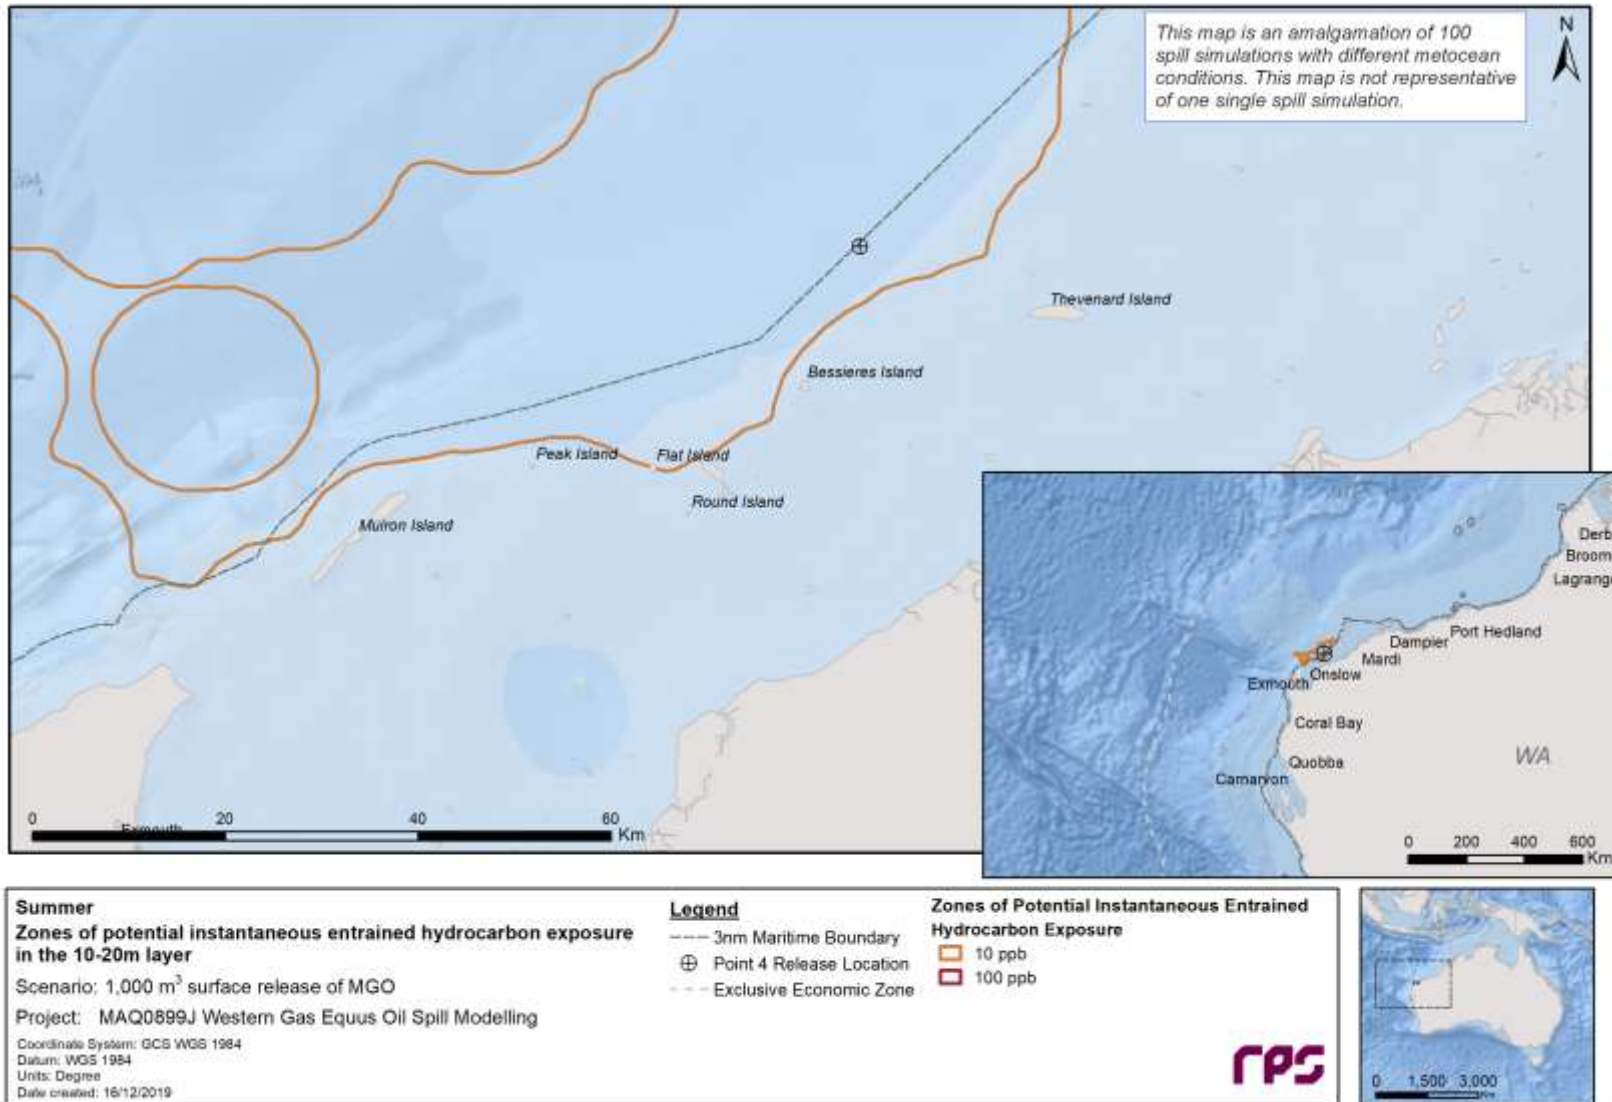 This map is an amalgamation of 100
spill simulations with different metocean
conditions. This map is not representative
of one single spill simulation.
N
Thevenard Island
Bessieres Island
Peak Island
Flat Island
Round Island
Muiron Island
Exmouth
0 20 40 60 Km
Derb
Broom
Lagrange
Port Hedland
Dampier
Mardi
Onslow
Exmouth
Coral Bay
Quobba
Carnarvon
WA
0 200 400 600
Km
Summer
Zones of potential instantaneous entrained hydrocarbon exposure
in the 10-20m layer
Scenario: 1,000 m³ surface release of MGO
Project: MAQ0899J Western Gas Equus Oil Spill Modelling
Coordinate System: GCS WGS 1984
Datum: WGS 1984
Units: Degree
Date created: 16/12/2019
Legend
3nm Maritime Boundary
Point 4 Release Location
Exclusive Economic Zone
Zones of Potential Instantaneous Entrained
Hydrocarbon Exposure
10 ppb
100 ppb
rps
0 1,500 3,000
Km